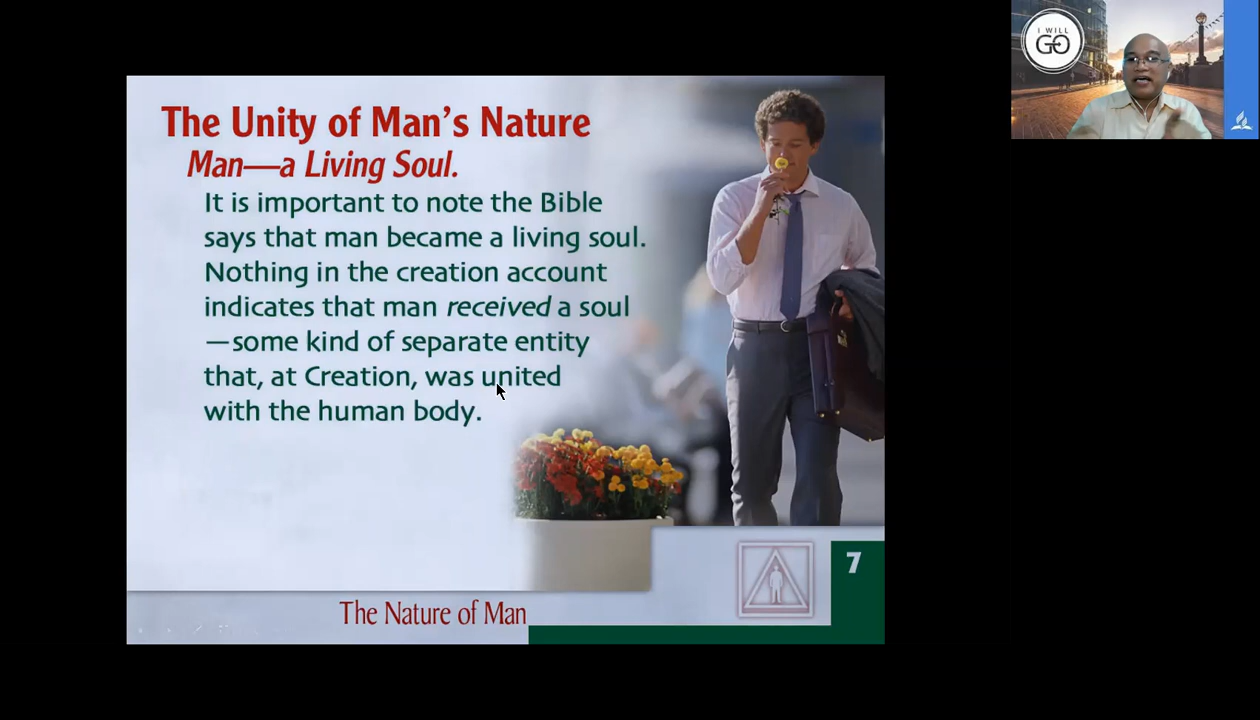 The Unity of Man's Nature
Man—a Living Soul.
It is important to note the Bible
says that man became a living soul.
Nothing in the creation account
indicates that man received a soul
—some kind of separate entity
that, at Creation, was united
with the human body.
7
The Nature of Man
I WILL
GO